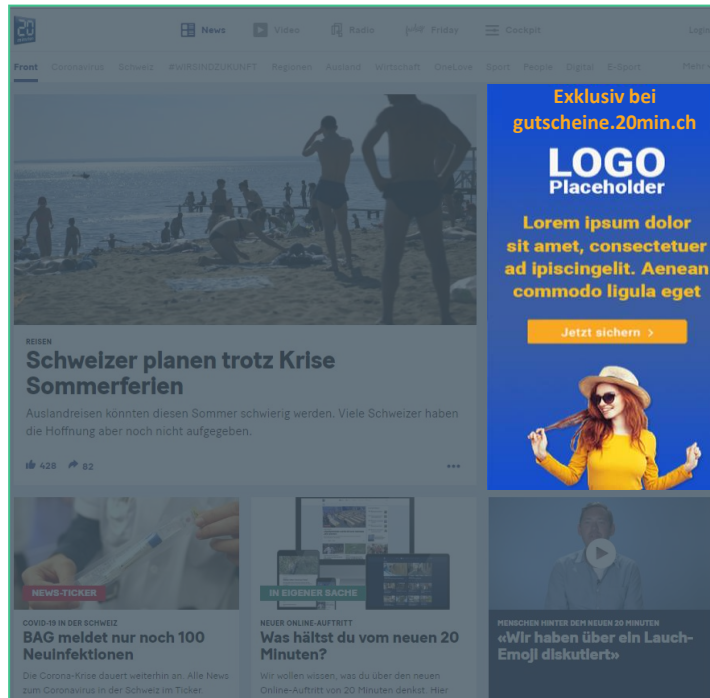 20
News Video Radio Friday Cockpit Login
Front Coronavirus Schweiz #WIRSINDZUKUNFT Regionen Ausland Wirtschaft OneLove Sport People Digital E-Sport Mehr
Exklusiv bei
gutscheine.20min.ch
LOGO
Placeholder
Lorem ipsum dolor
sit amet, consectetuer
ad ipiscingelit. Aenean
commodo ligula eget
Jetzt sichern >
REISEN
Schweizer planen trotz Krise
Sommerferien
Auslandreisen könnten diesen Sommer schwierig werden. Viele Schweizer haben
die Hoffnung aber noch nicht aufgegeben.
428 82
NEWS-TICKER
COVID-19 IN DER SCHWEIZ
BAG meldet nur noch 100
Neuinfektionen
Die Corona-Krise dauert weiterhin an: Alle News
zum Coronavirus in der Schweiz im Ticker.
IN EIGENER SACHE
NEUER ONLINE-AUFTRITT
Was hältst du vom neuen 20
Minuten?
Wir wollen wissen, was du über den neuen
Online-Auftritt von 20 Minuten denkst. Hier
MENSCHEN HINTER DEM NEUEN 20 MINUTEN
«Wir haben über ein Lauch-
Emoji diskutiert»